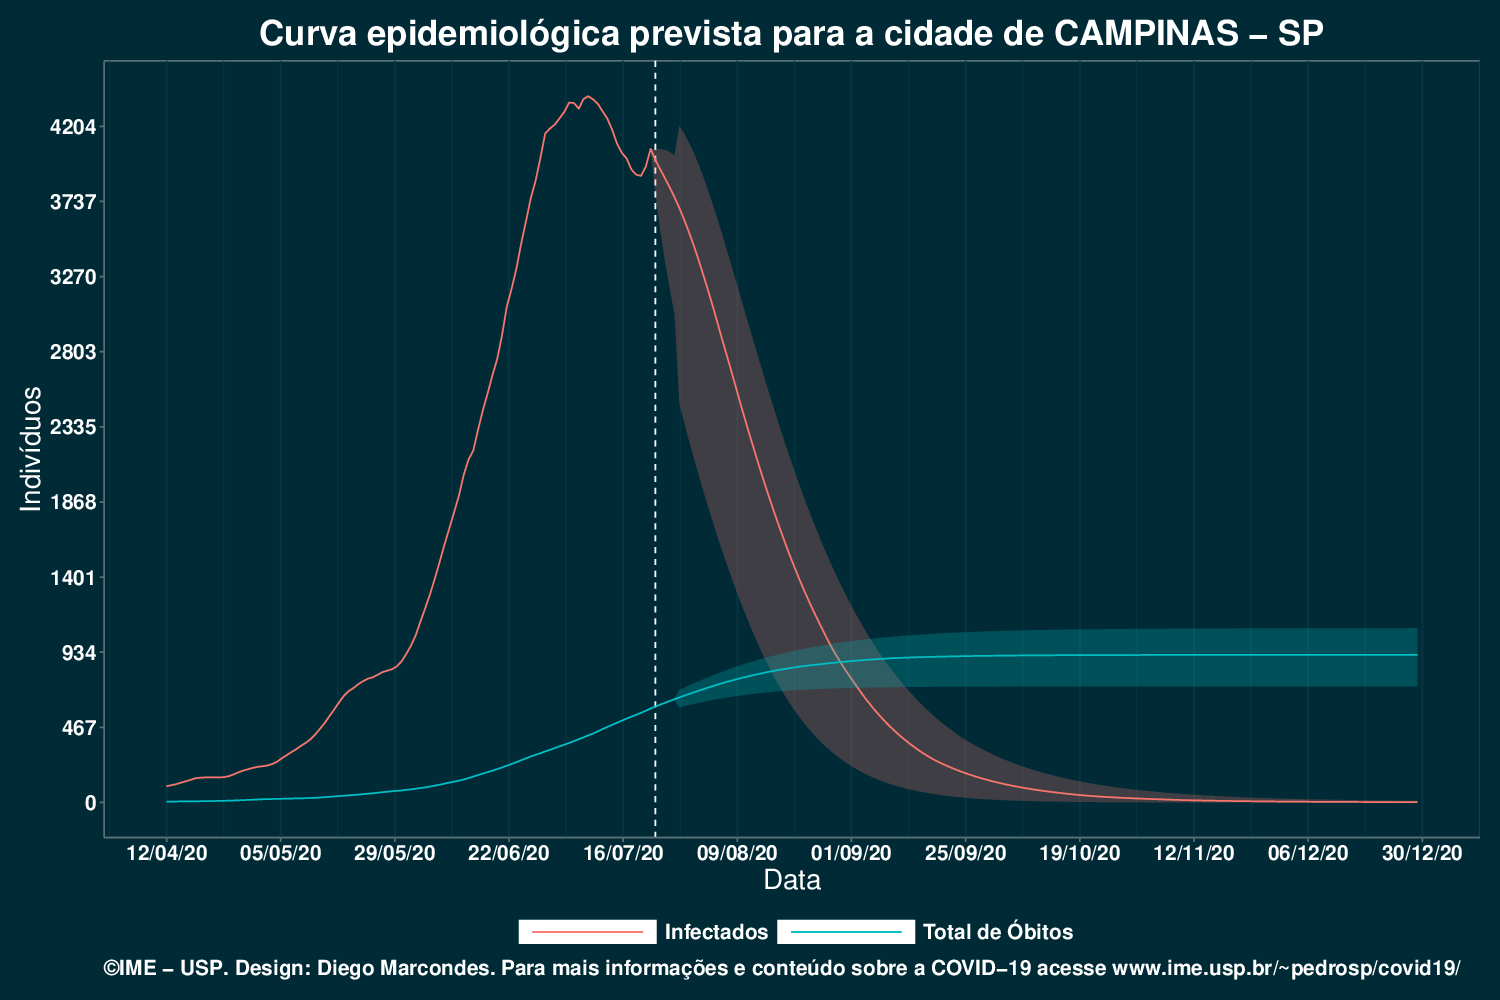 Curva epidemiológica prevista para a cidade de CAMPINAS – SP
Indivíduos
4204
3737
3270
2803
2335
1868
1401
934
467
0
12/04/20 05/05/20 29/05/20 22/06/20 16/07/20 09/08/20 01/09/20 25/09/20 19/10/20 12/11/20 06/12/20 30/12/20
Data
Infectados Total de Óbitos
©IME – USP. Design: Diego Marcondes. Para mais informações e conteúdo sobre a COVID–19 acesse www.ime.usp.br/~pedrosp/covid19/